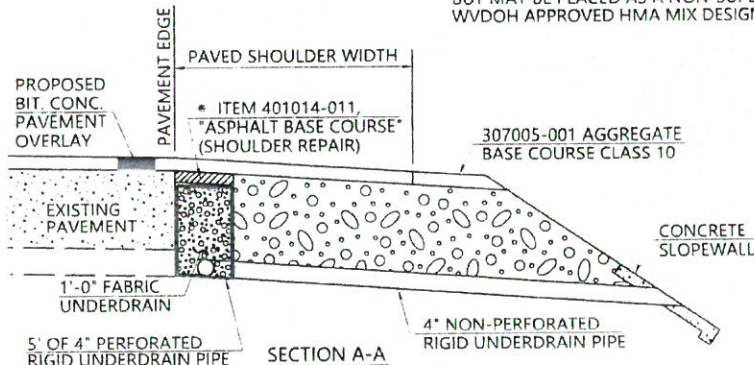 WVDOH APPROVED HMA MIX DESIGN
PAVEMENT EDGE
PAVED SHOULDER WIDTH
PROPOSED
BIT. CONC.
PAVEMENT
OVERLAY
* ITEM 401014-011,
"ASPHALT BASE COURSE"
(SHOULDER REPAIR)
307005-001 AGGREGATE
BASE COURSE CLASS 10
EXISTING
PAVEMENT
CONCRETE
SLOPEWALL
1'-0" FABRIC
UNDERDRAIN
5' OF 4" PERFORATED
RIGID UNDERDRAIN PIPE
4" NON-PERFORATED
RIGID UNDERDRAIN PIPE
SECTION A-A